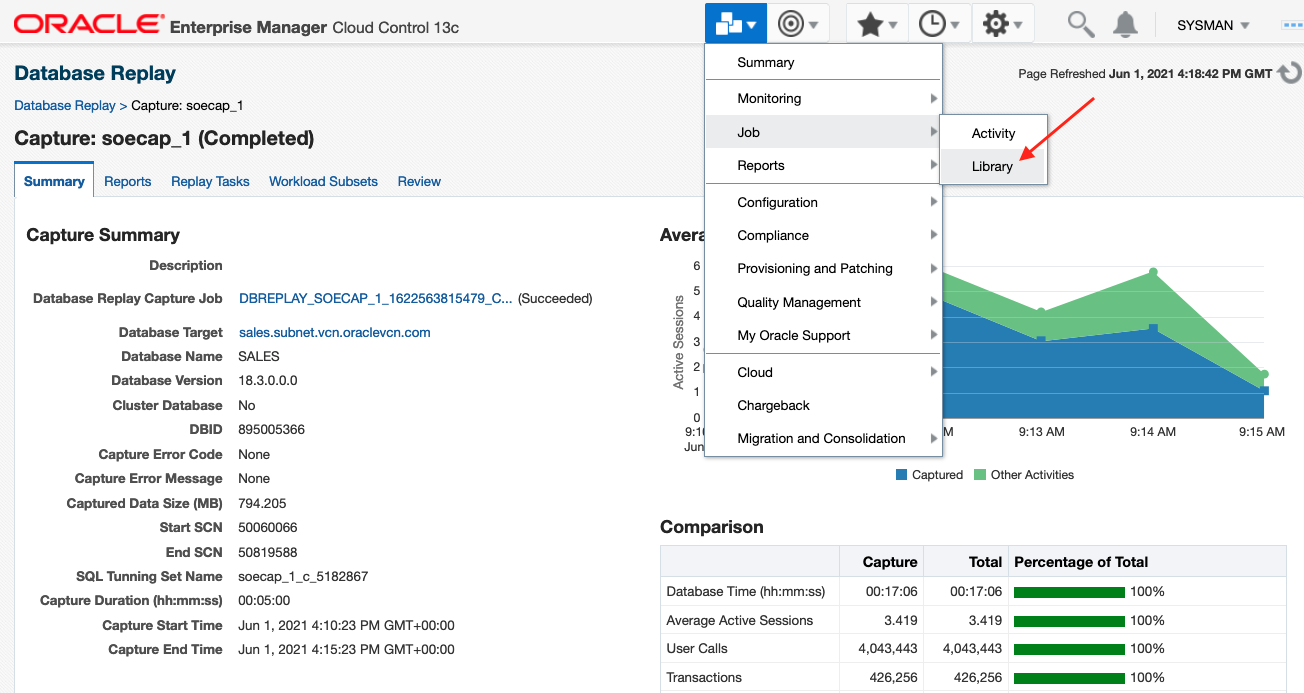 ORACLE® Enterprise Manager Cloud Control 13c
SYSMAN
Database Replay
Page Refreshed Jun 1, 2021 4:18:42 PM GMT
Database Replay > Capture: soecap_1
Capture: soecap_1 (Completed)
Summary Reports Replay Tasks Workload Subsets Review
Summary
Monitoring
Job
Reports
Configuration
Compliance
Provisioning and Patching
Quality Management
My Oracle Support
Cloud
Chargeback
Migration and Consolidation
Activity
Library
Capture Summary
Description
Database Replay Capture Job DBREPLAY_SOECAP_1_1622563815479_C... (Succeeded)
Database Target sales.subnet.vcn.oraclevcn.com
Database Name SALES
Database Version 18.3.0.0.0
Cluster Database No
DBID 895005366
Capture Error Code None
Capture Error Message None
Captured Data Size (MB) 794.205
Start SCN 50060066
End SCN 50819588
SQL Tunning Set Name soecap_1_c_5182867
Capture Duration (hh:mm:ss) 00:05:00
Capture Start Time Jun 1, 2021 4:10:23 PM GMT+00:00
Capture End Time Jun 1, 2021 4:15:23 PM GMT+00:00
Active Sessions
6
5
4
3
2
1
0
M 9:13 AM 9:14 AM 9:15 AM
Jun
Captured Other Activities
Comparison
Capture Total Percentage of Total
Database Time (hh:mm:ss) 00:17:06 00:17:06 100%
Average Active Sessions 3.419 3.419 100%
User Calls 4,043,443 4,043,443 100%
Transactions 426,256 426,256 100%